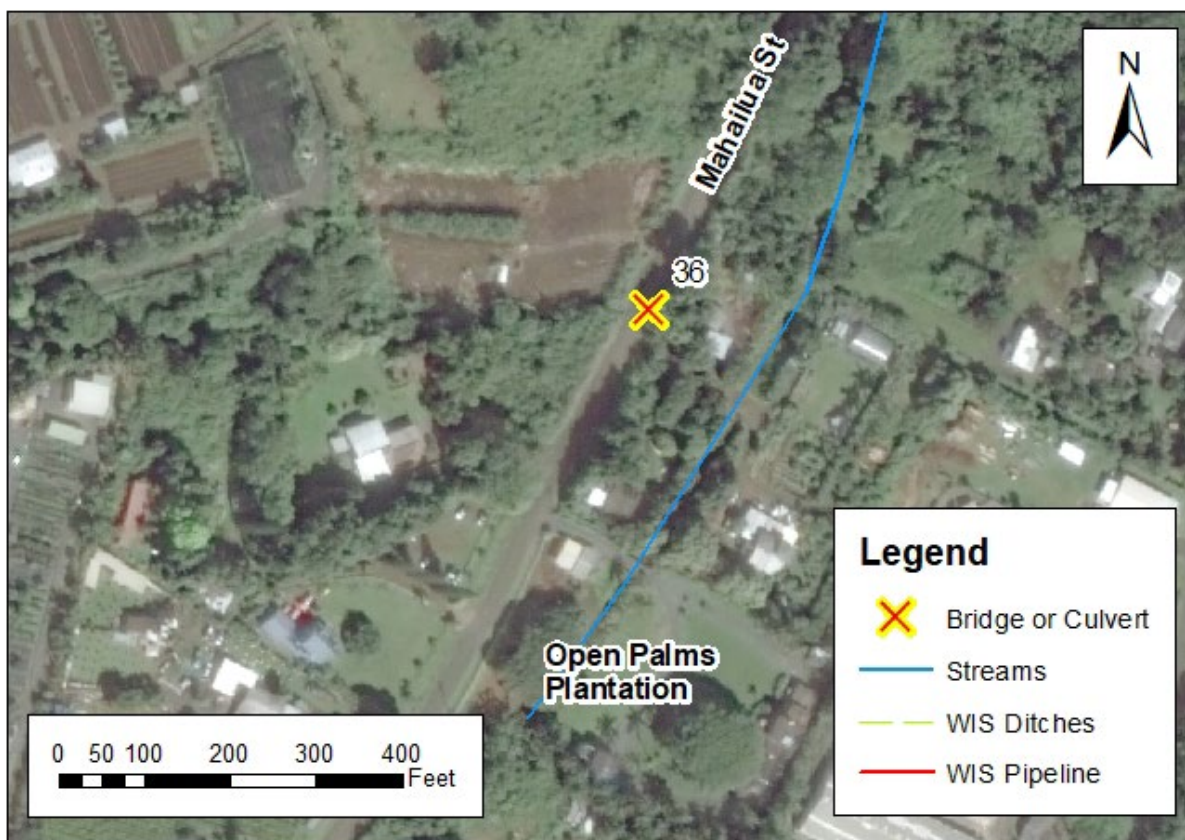 Mahailua St
N
36
Open Palms
Plantation
0 50 100 200 300 400
Feet
Legend
Bridge or Culvert
Streams
WIS Ditches
WIS Pipeline